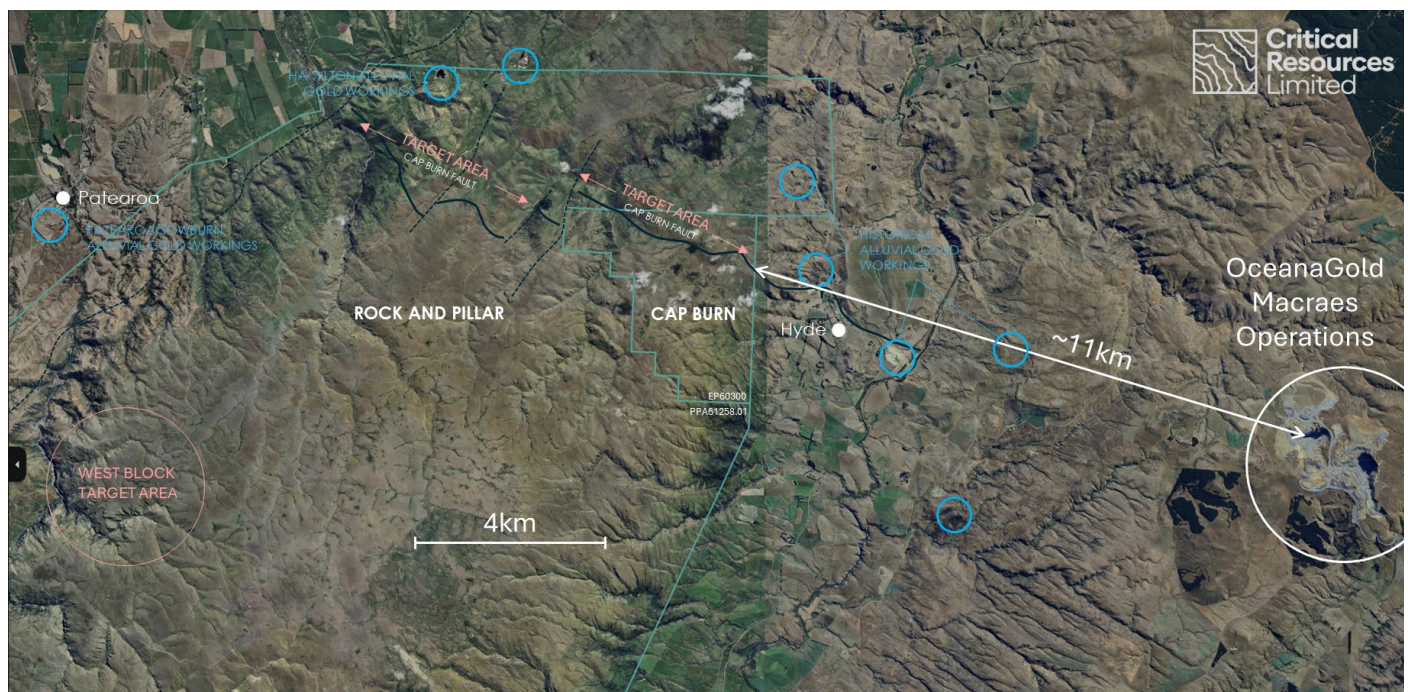 Critical
Resources
Limited
HAMILTON ALLUVIAL
GOLD WORKINGS
TARGET AREA
CAP BURN FAULT
TARGET AREA
CAP BURN FAULT
Patearoa
PATEAROA/SOWBURN
ALLUVIAL GUILD WORKINGS
HISTORICAL
ALLUVIAL GOLD
WORKINGS
OceanaGold
Macraes
Operations
ROCK AND PILLAR
CAP BURN
Hyde
~11km
EP60300
PPA61258.01
WEST BLOCK
TARGET AREA
4km